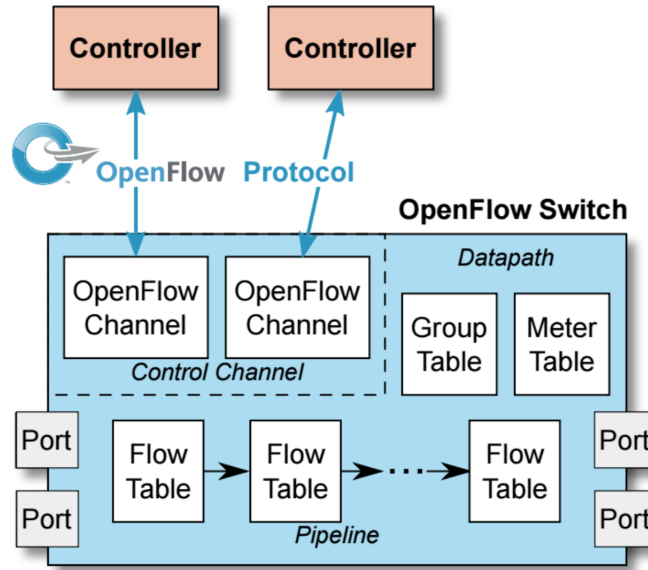 Controller
Controller
OpenFlow Protocol
™
OpenFlow Switch
OpenFlow
Channel
OpenFlow
Channel
Control Channel
Datapath
Group
Table
Meter
Table
Port
Port
Flow
Table
Flow
Table
...
Flow
Table
Pipeline
Port
Port